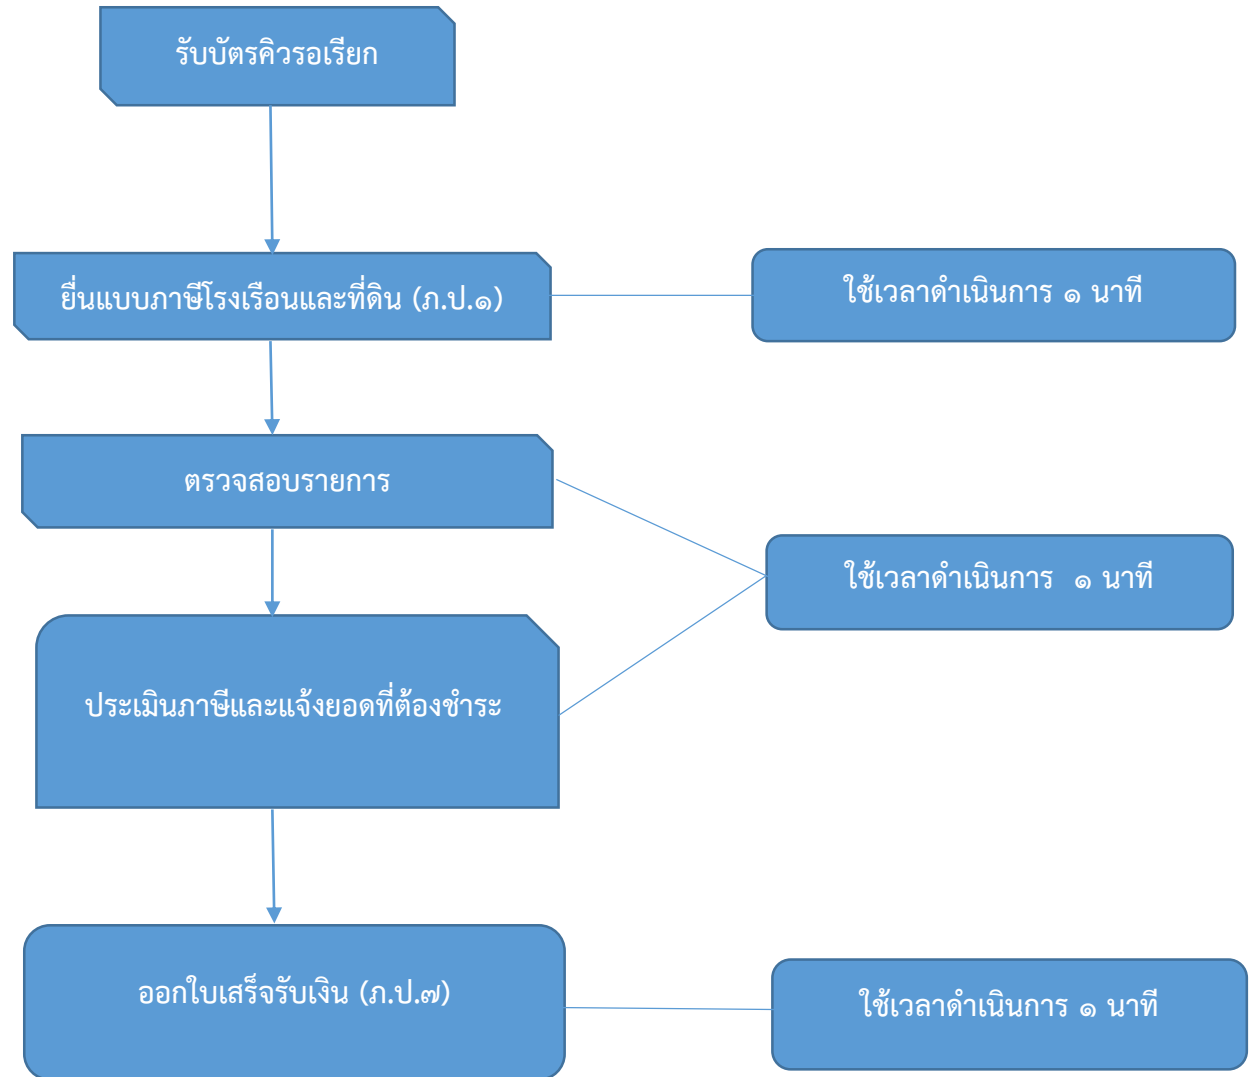 รับบัตรคิวรอเรียก
ยื่นแบบภาษีโรงเรือนและที่ดิน (ภ.ป.๑)
ใช้เวลาดำเนินการ ๑ นาที
ตรวจสอบรายการ
ใช้เวลาดำเนินการ ๑ นาที
ประเมินภาษีและแจ้งยอดที่ต้องชำระ
ออกใบเสร็จรับเงิน (ภ.ป.๗)
ใช้เวลาดำเนินการ ๑ นาที